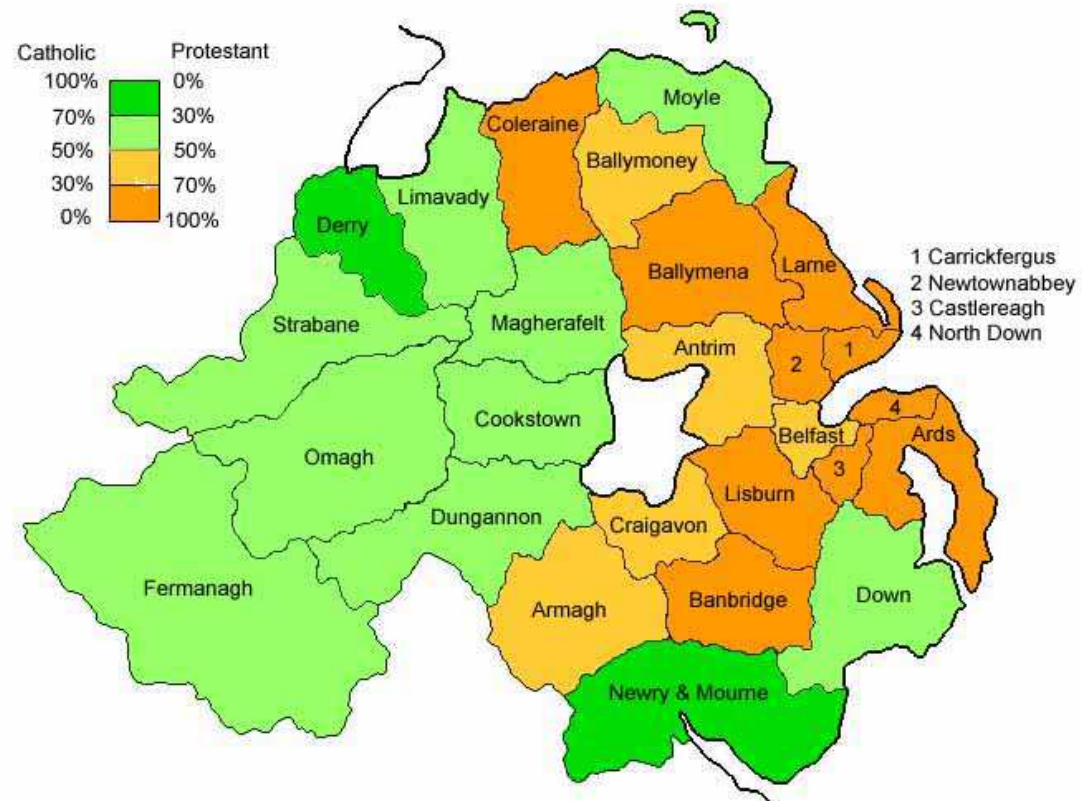 Catholic Protestant
100% 0%
70% 30%
50% 50%
30% 70%
0% 100%
Moyle
Coleraine
Ballymoney
Limavady
Derry
Larne
Ballymena
1 Carrickfergus
2 Newtownabbey
3 Castlereagh
4 North Down
Strabane
Magherafelt
Antrim
1
2
4
Cookstown
Belfast
Ards
Omagh
3
Lisburn
Dungannon
Craigavon
Fermanagh
Armagh
Banbridge
Down
Newry & Mourne